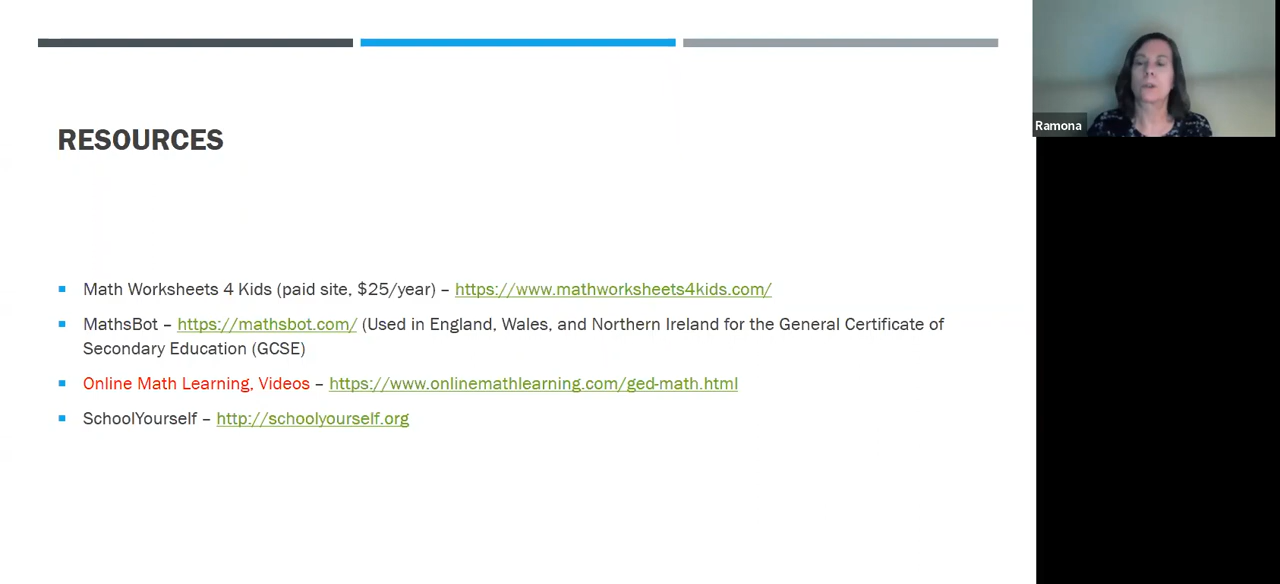 RESOURCES
Math Worksheets 4 Kids (paid site, $25/year) – https://www.mathworksheets4kids.com/
MathsBot – https://mathsbot.com/ (Used in England, Wales, and Northern Ireland for the General Certificate of
Secondary Education (GCSE)
Online Math Learning, Videos – https://www.onlinemathlearning.com/ged-math.html
SchoolYourself – http://schoolyourself.org
Ramona